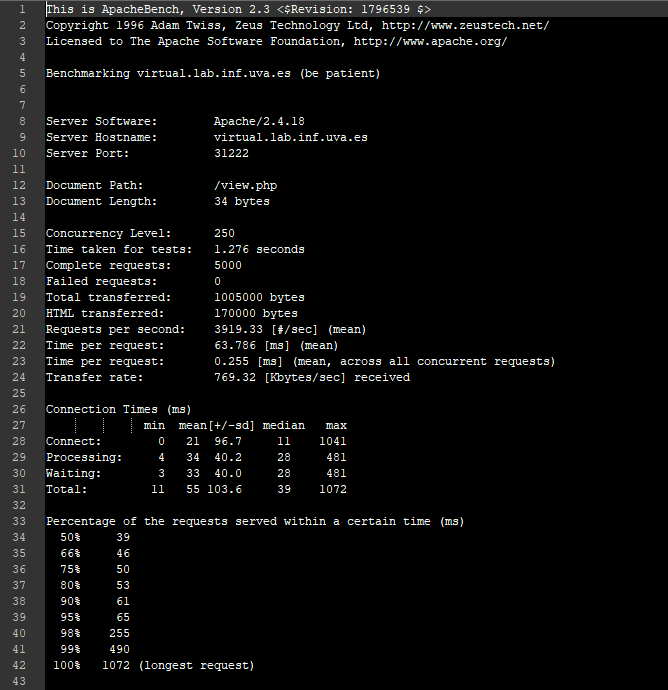 1 This is ApacheBench, Version 2.3 <$Revision: 1796539 $>
2 Copyright 1996 Adam Twiss, Zeus Technology Ltd, http://www.zeustech.net/
3 Licensed to The Apache Software Foundation, http://www.apache.org/
4
5 Benchmarking virtual.lab.inf.uva.es (be patient)
6
7
8 Server Software:        Apache/2.4.18
9 Server Hostname:        virtual.lab.inf.uva.es
10 Server Port:            31222
11
12 Document Path:          /view.php
13 Document Length:        34 bytes
14
15 Concurrency Level:      250
16 Time taken for tests:   1.276 seconds
17 Complete requests:      5000
18 Failed requests:        0
19 Total transferred:      1005000 bytes
20 HTML transferred:       170000 bytes
21 Requests per second:    3919.33 [#/sec] (mean)
22 Time per request:       63.786 [ms] (mean)
23 Time per request:       0.255 [ms] (mean, across all concurrent requests)
24 Transfer rate:          769.32 [Kbytes/sec] received
25
26 Connection Times (ms)
27               min  mean[+/-sd] median   max
28 Connect:        0   21  96.7     11    1041
29 Processing:     4   34  40.2     28     481
30 Waiting:        3   33  40.0     28     481
31 Total:         11   55 103.6     39    1072
32
33 Percentage of the requests served within a certain time (ms)
34   50%     39
35   66%     46
36   75%     50
37   80%     53
38   90%     61
39   95%     65
40   98%    255
41   99%    490
42  100%   1072 (longest request)
43